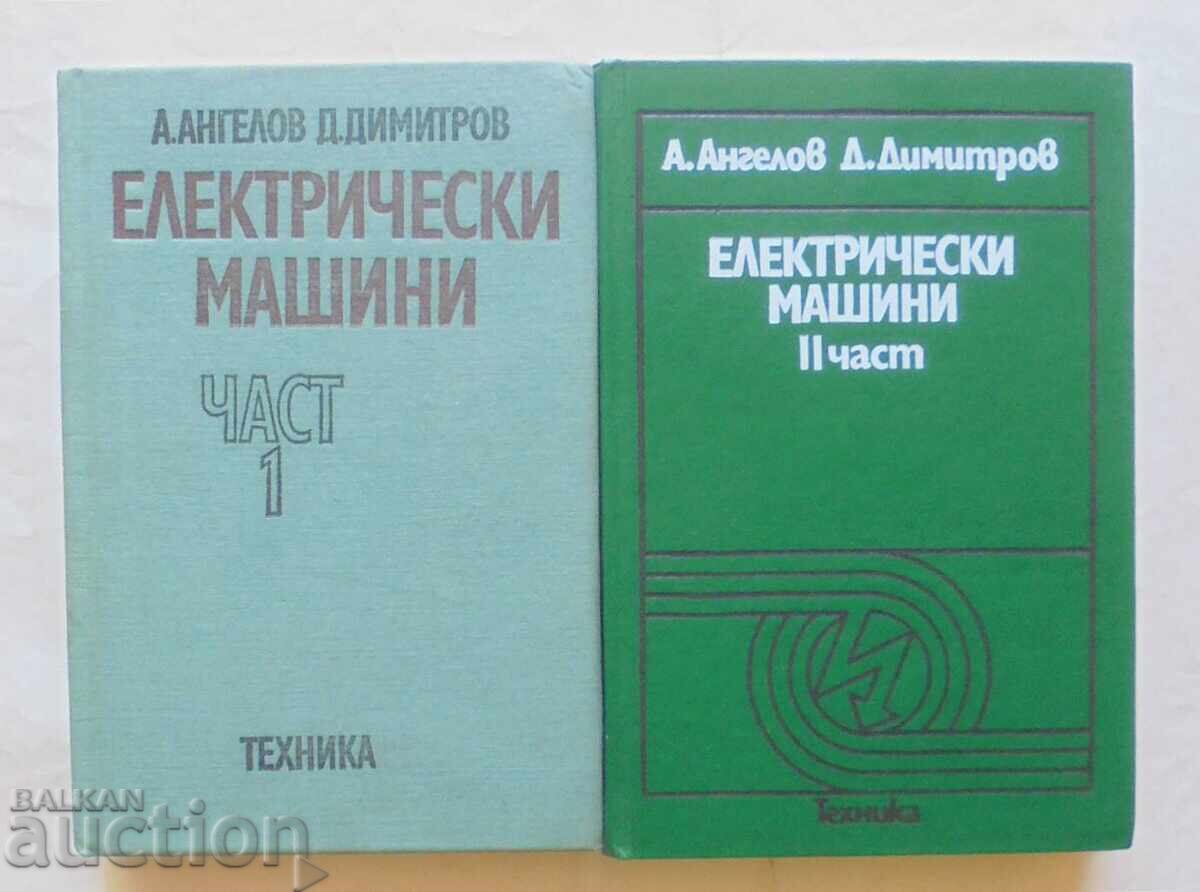 А.АНГЕЛОВ Д.ДИМИТРОВ
ЕЛЕКТРИЧЕСКИ
МАШИНИ
ЧАСТ
1
ТЕХНИКА
А. Ангелов Д. Димитров
ЕЛЕКТРИЧЕСКИ
МАШИНИ
II част
Техника
BALKAN
auction